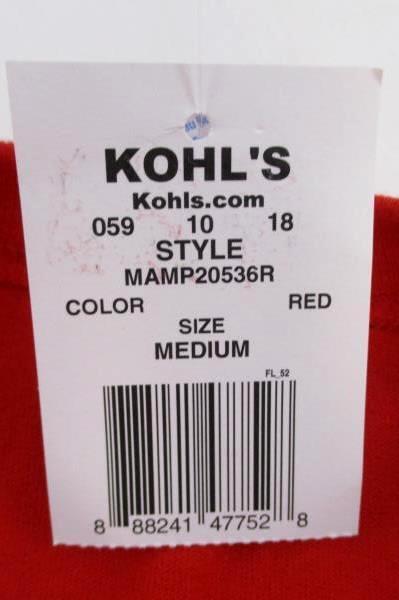 KOHL'S
Kohls.com
059 10 18
STYLE
MAMP20536R
COLOR RED
SIZE
MEDIUM
FL_52
8 88241 47752 8